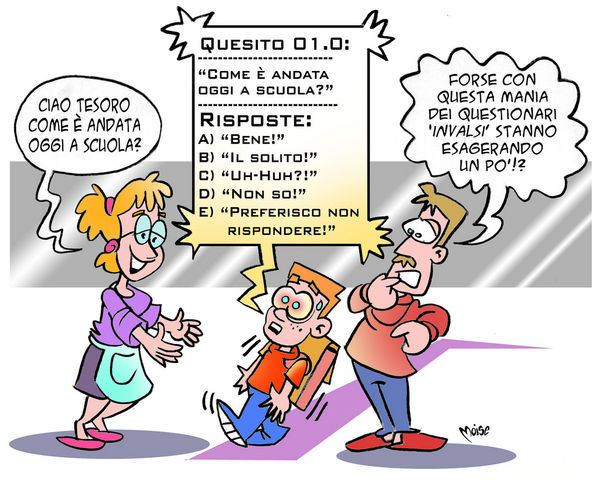 CIAO TESORO
COME È ANDATA
OGGI A SCUOLA?
QUESITO 01.0:
"COME È ANDATA
OGGI A SCUOLA?"
RISPOSTE:
A) "BENE!"
B) "IL SOLITO!"
C) "UH-HUH?!"
D) "NON SO!"
E) "PREFERISCO NON
RISPONDERE!"
FORSE CON
QUESTA MANIA
DEI QUESTIONARI
'INVALSI' STANNO
ESAGERANDO
UN PO'!?
Moise